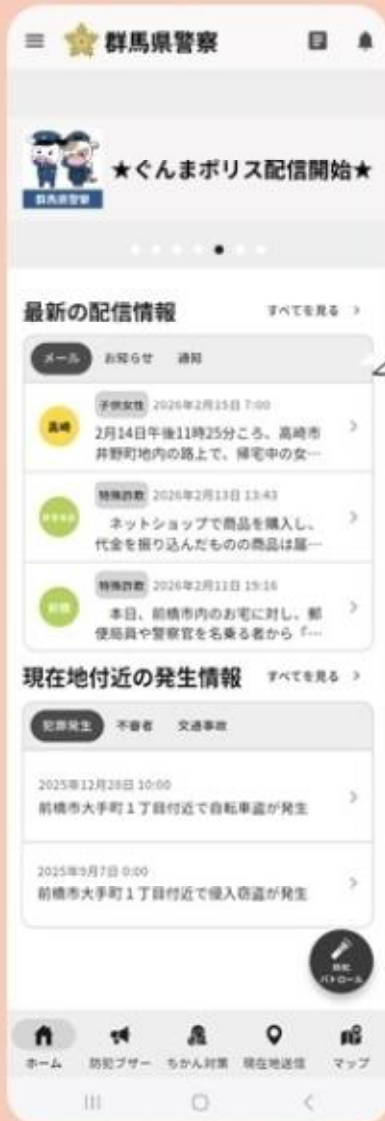 群馬県警察
群馬県警察
★ぐんまポリス配信開始★
最新の配信情報
すべてを見る
メール
お知らせ
通知
高崎
子供女性
2026年2月15日 7:00
2月14日午後11時25分ころ、高崎市
井野町地内の路上で、帰宅中の女…
特殊詐欺
2026年2月13日 13:43
ネットショップで商品を購入し、
代金を振り込んだものの商品は届…
前橋
特殊詐欺
2026年2月11日 19:16
本日、前橋市内のお宅に対し、郵
便局員や警察官を名乗る者から「…
現在地付近の発生情報
すべてを見る
犯罪発生
不審者
交通事故
2025年12月28日 10:00
前橋市大手町1丁目付近で自転車盗が発生
2025年9月7日 0:00
前橋市大手町1丁目付近で侵入窃盗が発生
防犯
パトロール
ホーム
防犯ブザー
ちかん対策
現在地送信
マップ